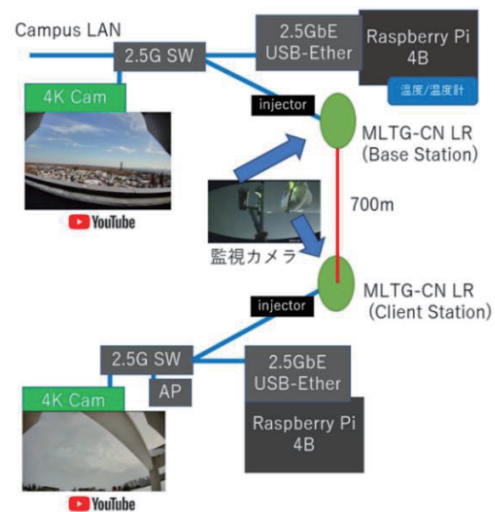 Campus LAN
2.5G SW
2.5GbE
USB-Ether
Raspberry Pi
4B
温度/温度計
4K Cam
injector
YouTube
MLTG-CN LR
(Base Station)
700m
監視カメラ
MLTG-CN LR
(Client Station)
injector
2.5G SW
AP
4K Cam
2.5GbE
USB-Ether
Raspberry Pi
4B
YouTube